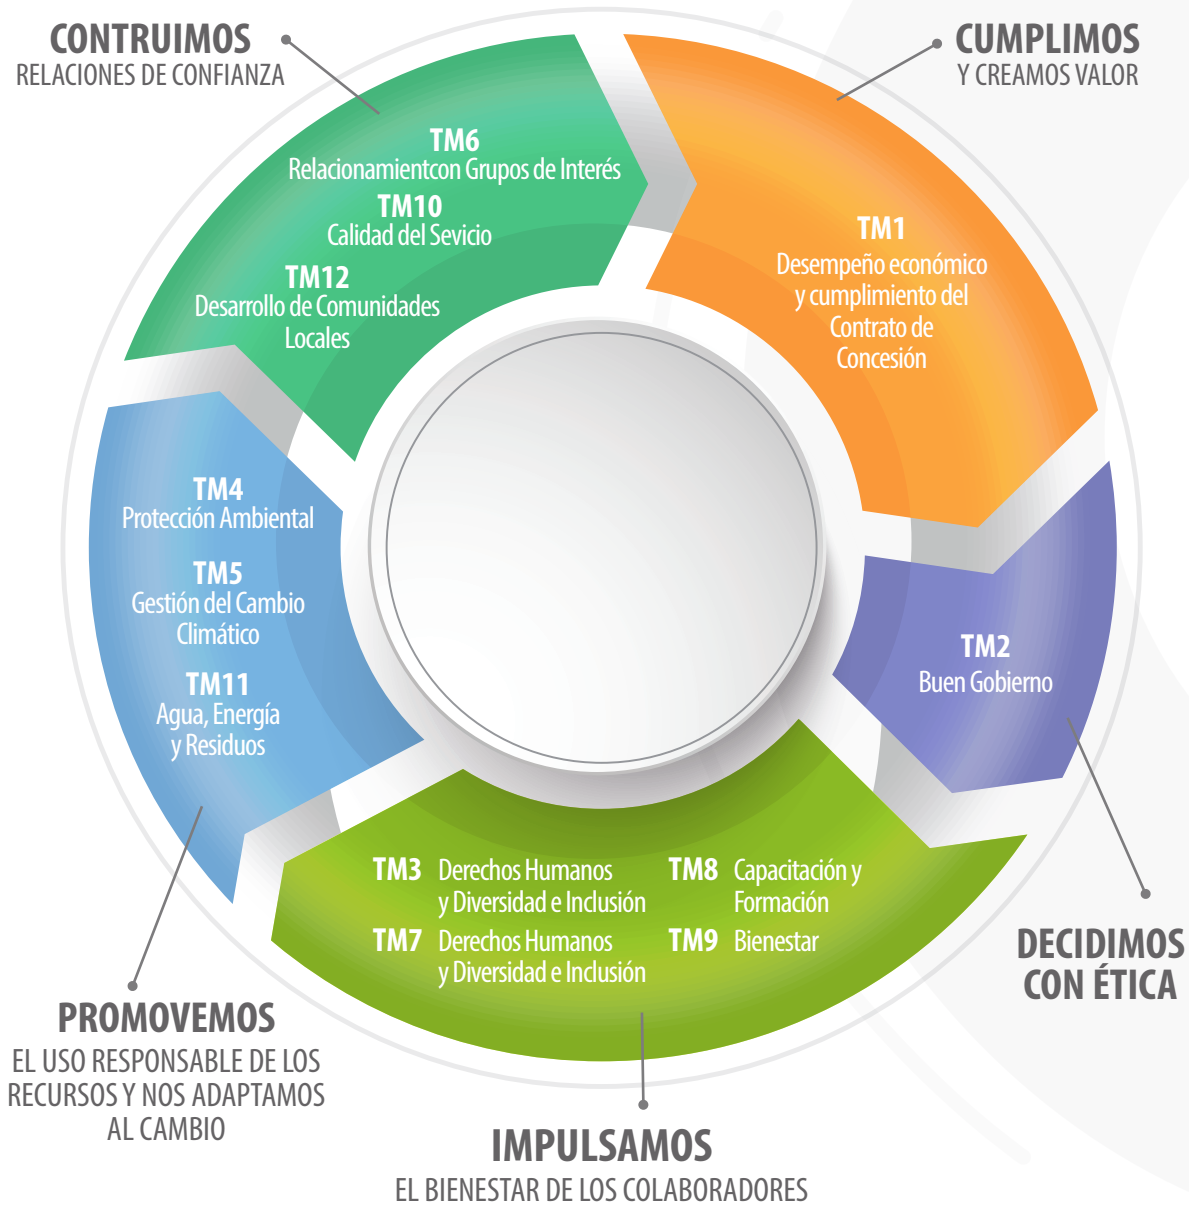 CONTRUIMOS
RELACIONES DE CONFIANZA
CUMPLIMOS
Y CREAMOS VALOR
TM6
Relacionamientcon Grupos de Interés
TM10
Calidad del Sevicio
TM12
Desarrollo de Comunidades
Locales
TM1
Desempeño económico
y cumplimiento del
Contrato de
Concesión
TM4
Protección Ambiental
TM5
Gestión del Cambio
Climático
TM11
Agua, Energía
y Residuos
TM2
Buen Gobierno
TM3 Derechos Humanos
y Diversidad e Inclusión
TM7 Derechos Humanos
y Diversidad e Inclusión
TM8 Capacitación y
Formación
TM9 Bienestar
DECIDIMOS
CON ÉTICA
PROMOVEMOS
EL USO RESPONSABLE DE LOS
RECURSOS Y NOS ADAPTAMOS
AL CAMBIO
IMPULSAMOS
EL BIENESTAR DE LOS COLABORADORES